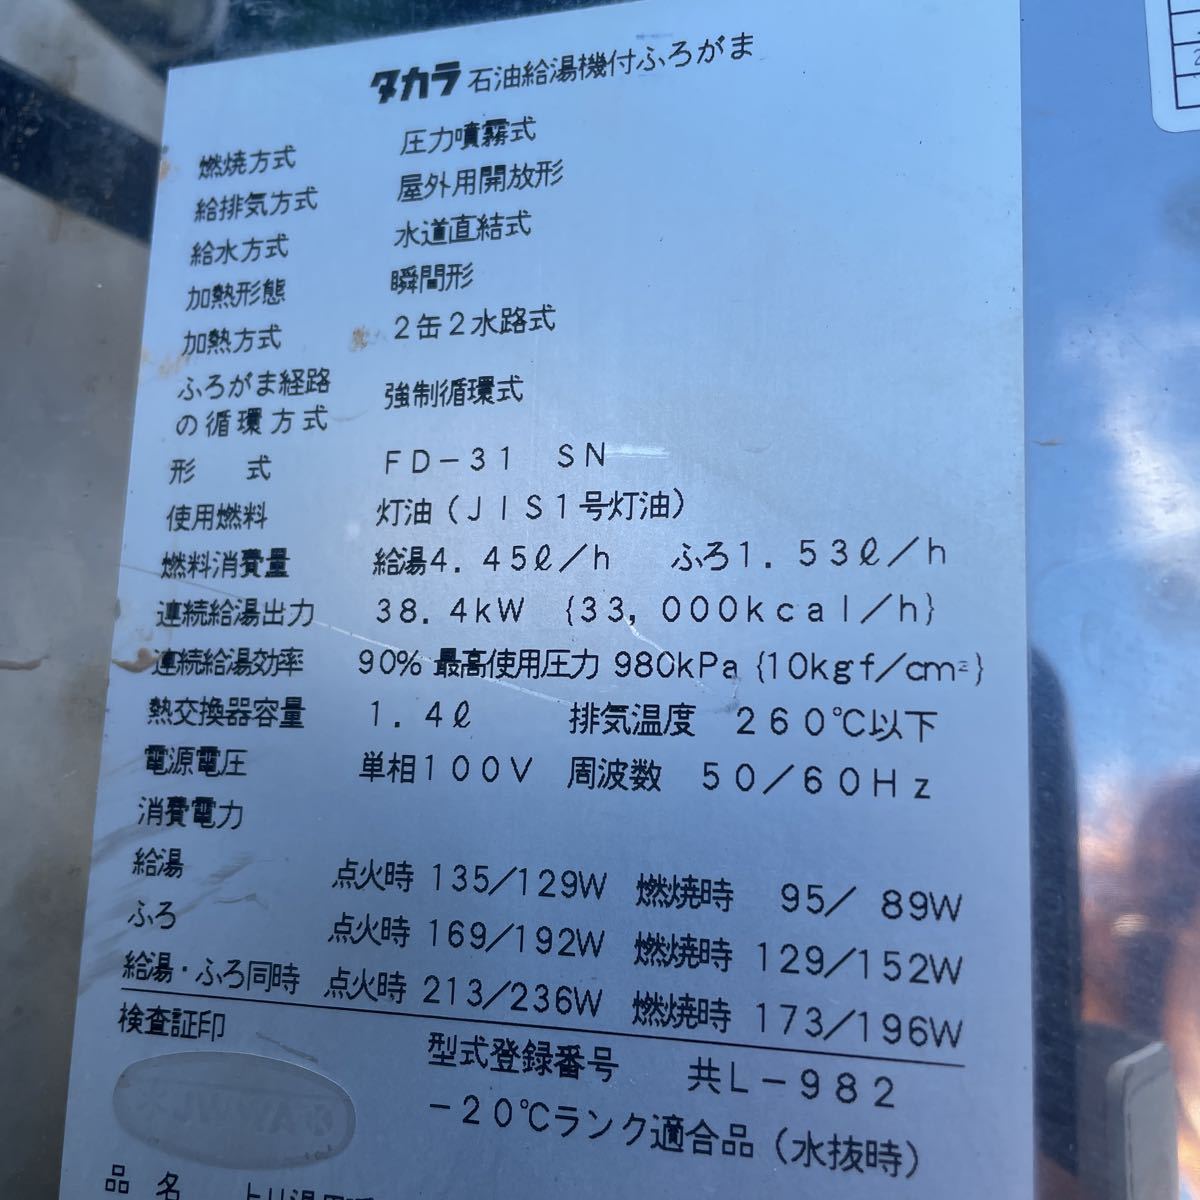 タカラ 石油給湯機付ふろがま
燃焼方式 圧力噴霧式
給排気方式 屋外用開放形
給水方式 水道直結式
加熱形態 瞬間形
加熱方式 2缶2水路式
ふろがま経路の循環方式 強制循環式
形 式 FD-31 SN
使用燃料 灯油(JIS1号灯油)
燃料消費量 給湯4.45ℓ/h ふろ1.53ℓ/h
連続給湯出力 38.4kW {33,000kcal/h}
連続給湯効率 90% 最高使用圧力 980kPa {10kgf/cm²}
熱交換器容量 1.4ℓ 排気温度 260℃以下
電源電圧 単相100V 周波数 50/60Hz
消費電力
給湯 点火時 135/129W 燃焼時 95/ 89W
ふろ 点火時 169/192W 燃焼時 129/152W
給湯・ふろ同時 点火時 213/236W 燃焼時 173/196W
検査証印 型式登録番号 共L-982
-20℃ランク適合品(水抜時)
品 名